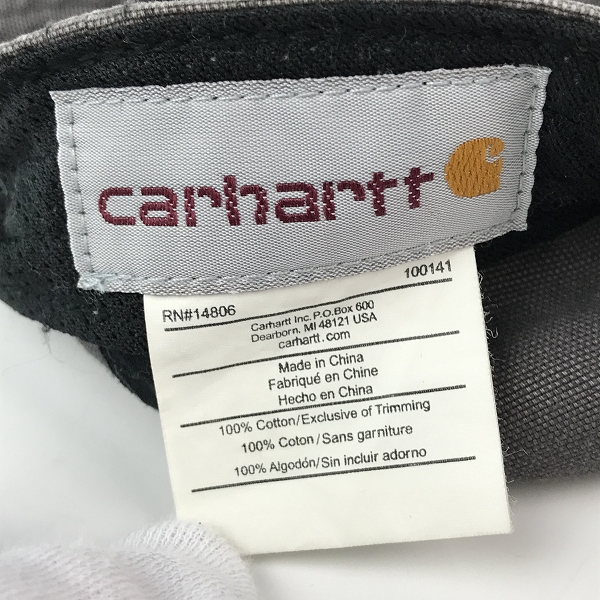 carhartt
RN#14806
100141
Carhartt Inc. P.O.Box 600
Dearborn, MI 48121 USA
carhartt.com
Made in China
Fabriqué en Chine
Hecho en China
100% Cotton/Exclusive of Trimming
100% Coton/Sans garniture
100% Algodón/Sin incluir adorno